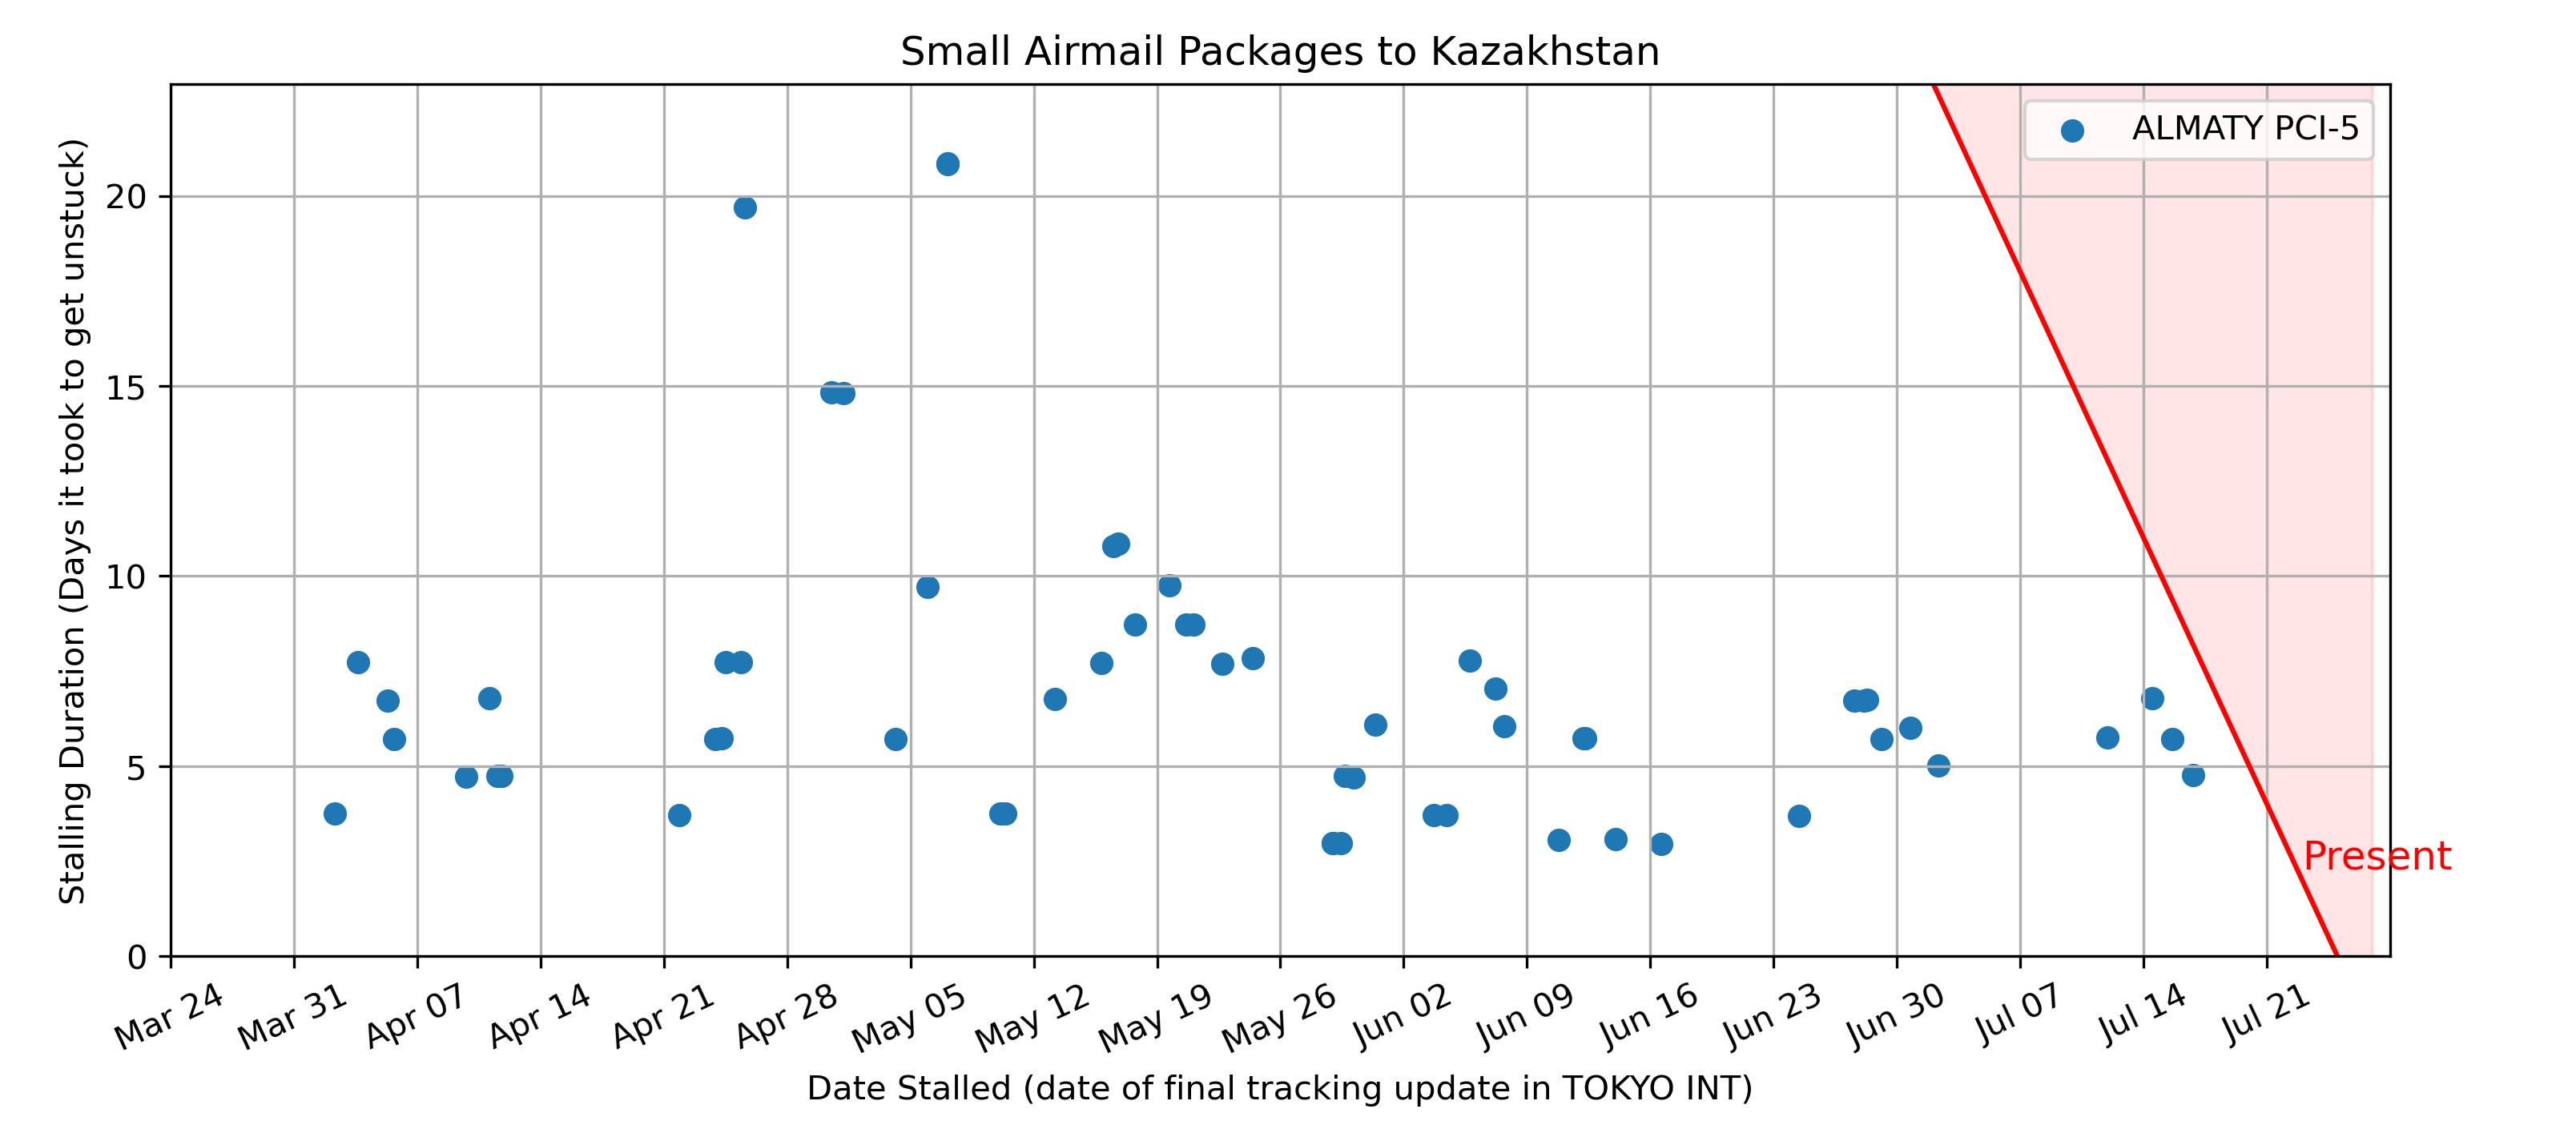 Small Airmail Packages to Kazakhstan
ALMATY PCI-5
Stalling Duration (Days it took to get unstuck)
20
15
10
5
0
Present
Mar 24
Mar 31
Apr 07
Apr 14
Apr 21
Apr 28
May 05
May 12
May 19
May 26
Jun 02
Jun 09
Jun 16
Jun 23
Jun 30
Jul 07
Jul 14
Jul 21
Date Stalled (date of final tracking update in TOKYO INT)